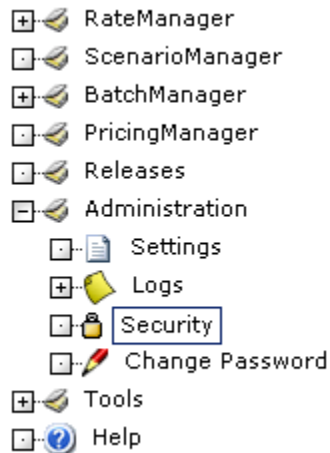 RateManager
ScenarioManager
BatchManager
PricingManager
Releases
Administration
Settings
Logs
Security
Change Password
Tools
Help